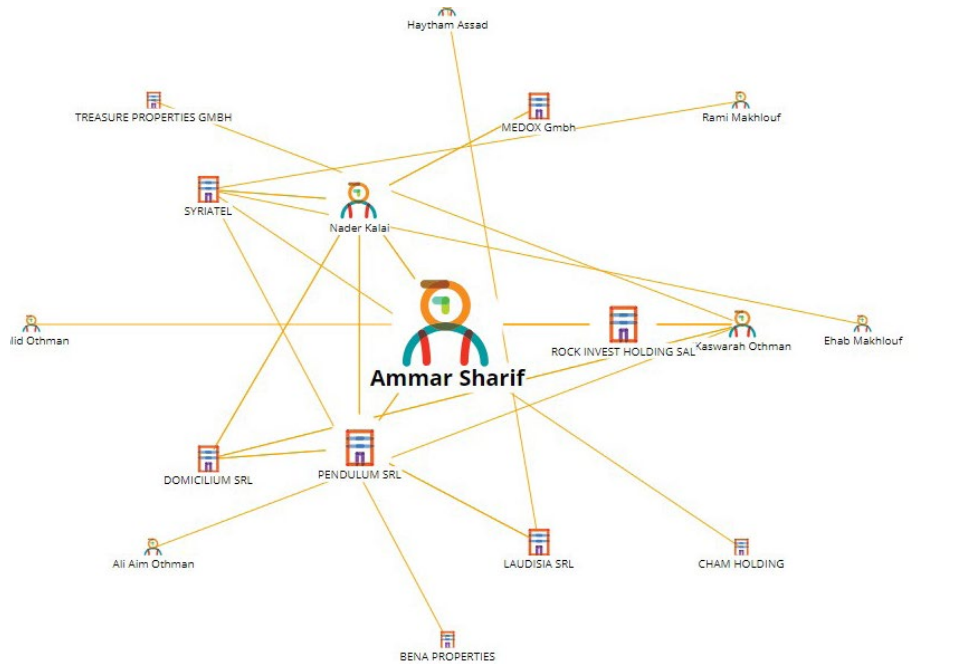 Haytham Assad
TREASURE PROPERTIES GMBH
MEDOX Gmbh
Rami Makhlouf
SYRIATEL
Nader Kalai
lid Othman
ROCK INVEST HOLDING SAL
Kaswarah Othman
Ehab Makhlouf
Ammar Sharif
DOMICILIUM SRL
PENDULUM SRL
Ali Aim Othman
LAUDISIA SRL
CHAM HOLDING
BENA PROPERTIES